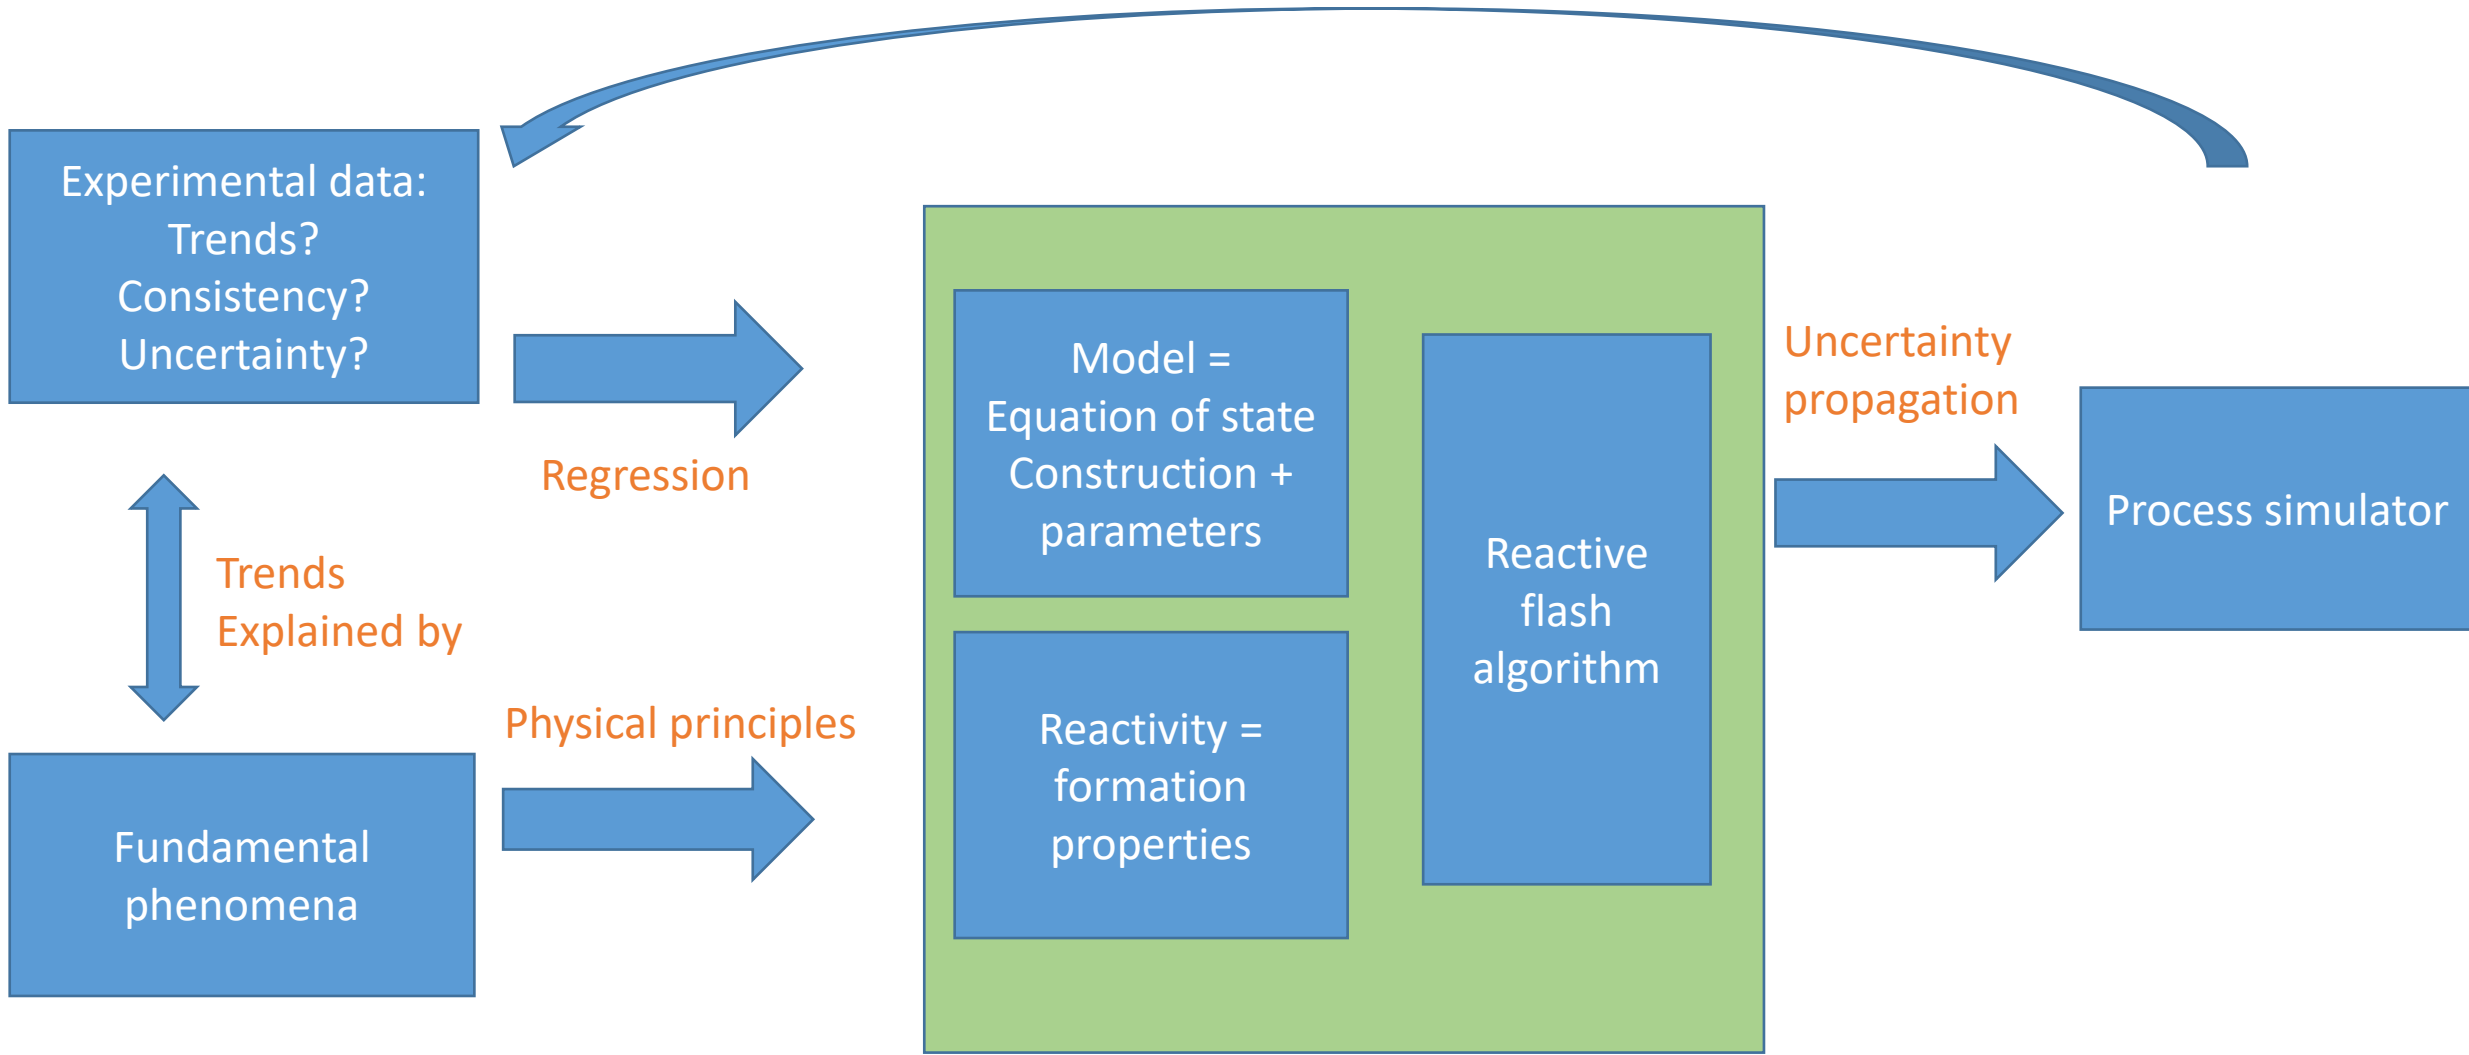 Experimental data:
Trends?
Consistency?
Uncertainty?
Regression
Trends
Explained by
Physical principles
Fundamental
phenomena
Model =
Equation of state
Construction +
parameters
Reactivity =
formation
properties
Reactive
flash
algorithm
Uncertainty
propagation
Process simulator